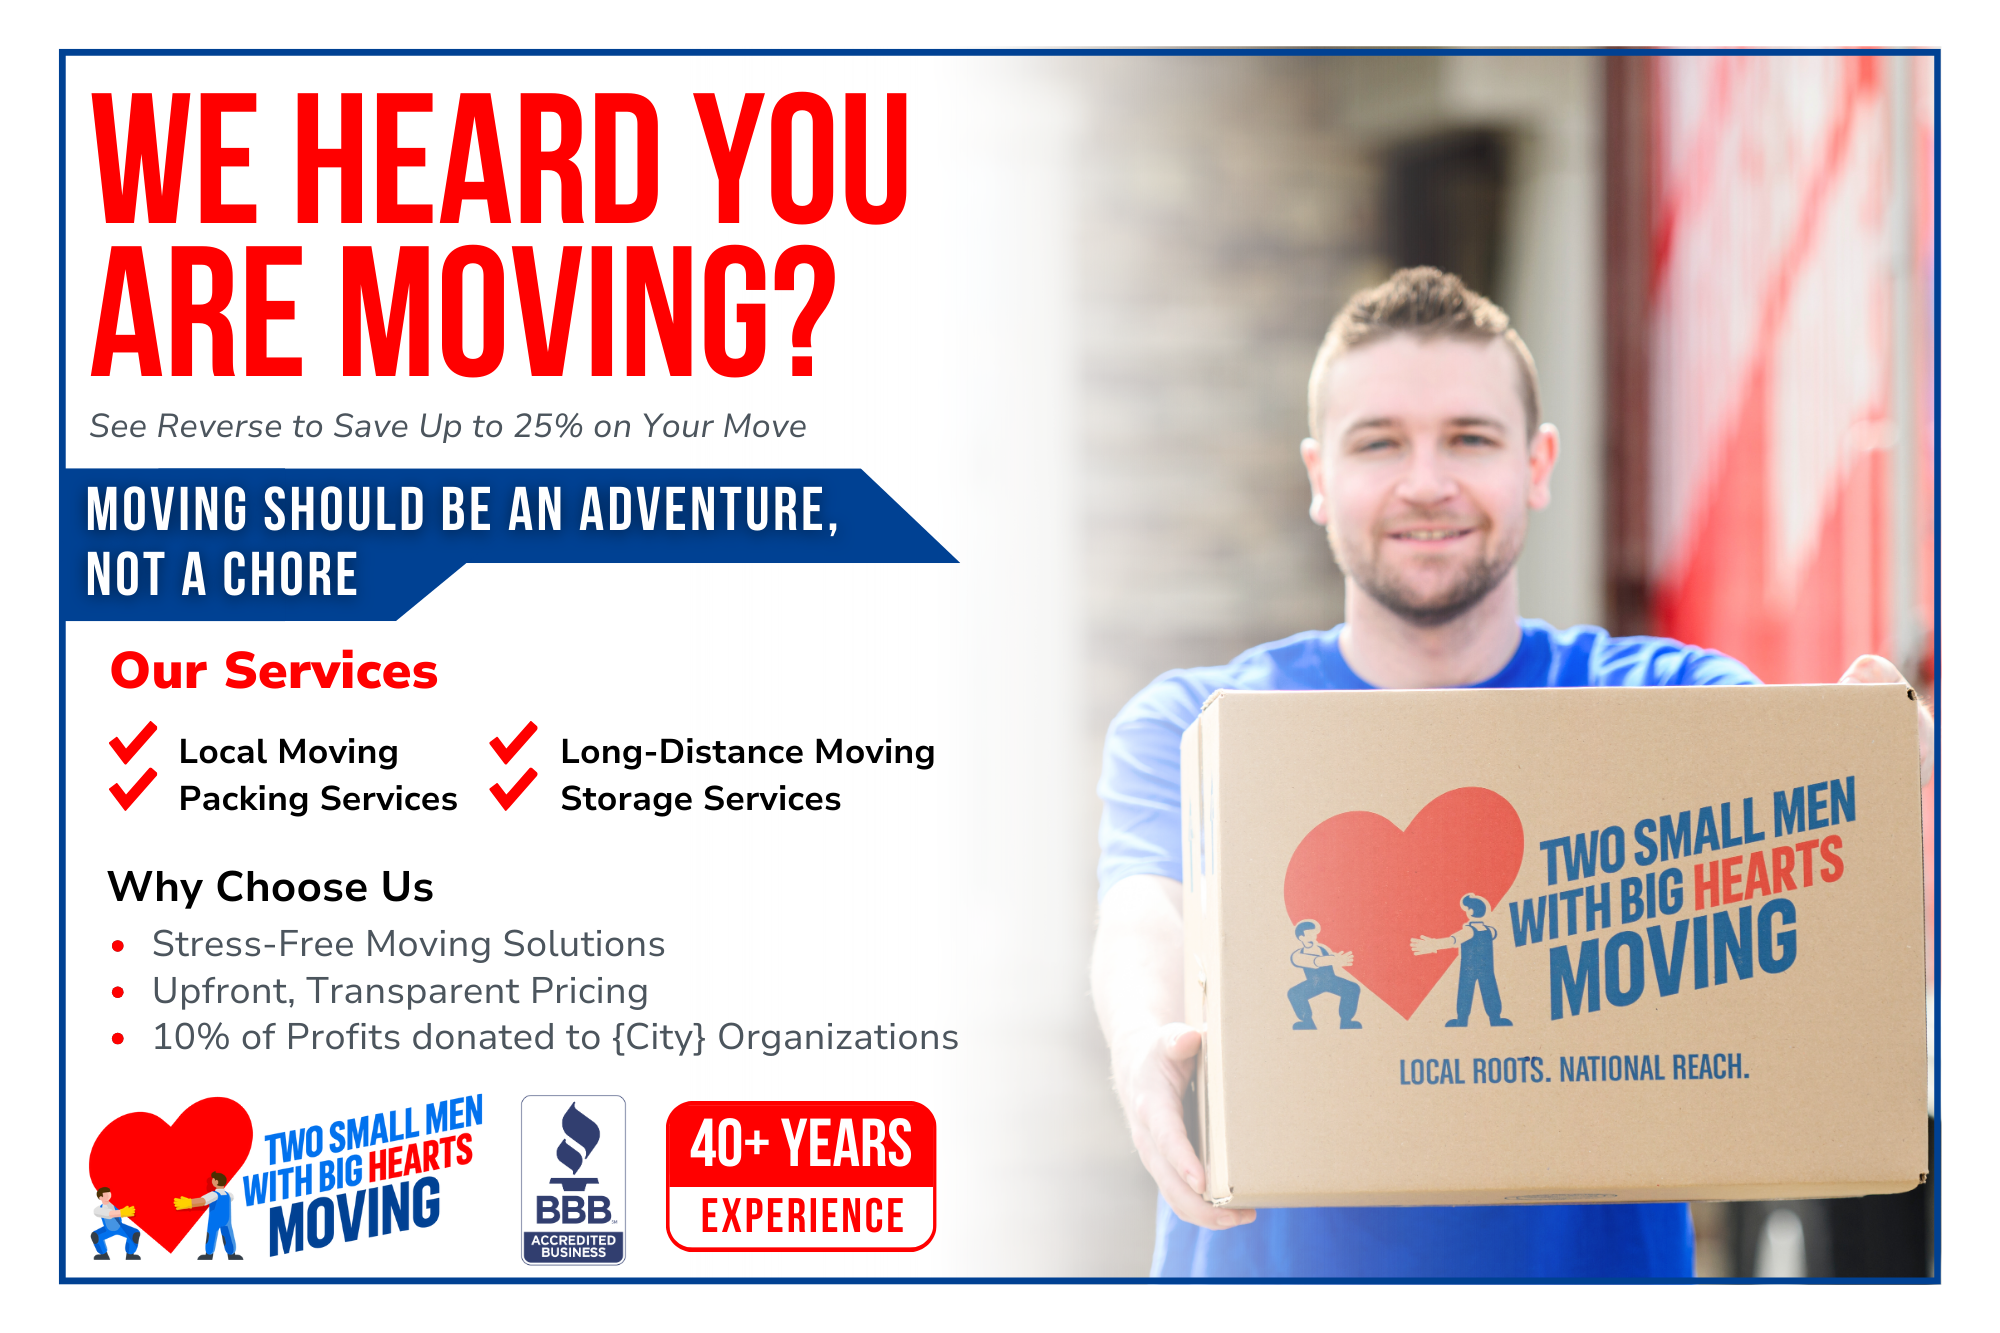 WE HEARD YOU
ARE MOVING?
See Reverse to Save Up to 25% on Your Move
MOVING SHOULD BE AN ADVENTURE,
NOT A CHORE
Our Services
Local Moving
Long-Distance Moving
Packing Services
Storage Services
Why Choose Us
• Stress-Free Moving Solutions
• Upfront, Transparent Pricing
• 10% of Profits donated to {City} Organizations
TWO SMALL MEN
WITH BIG HEARTS
MOVING
BBB
ACCREDITED
BUSINESS
40+ YEARS
EXPERIENCE
TWO SMALL MEN
WITH BIG HEARTS
MOVING
LOCAL ROOTS. NATIONAL REACH.